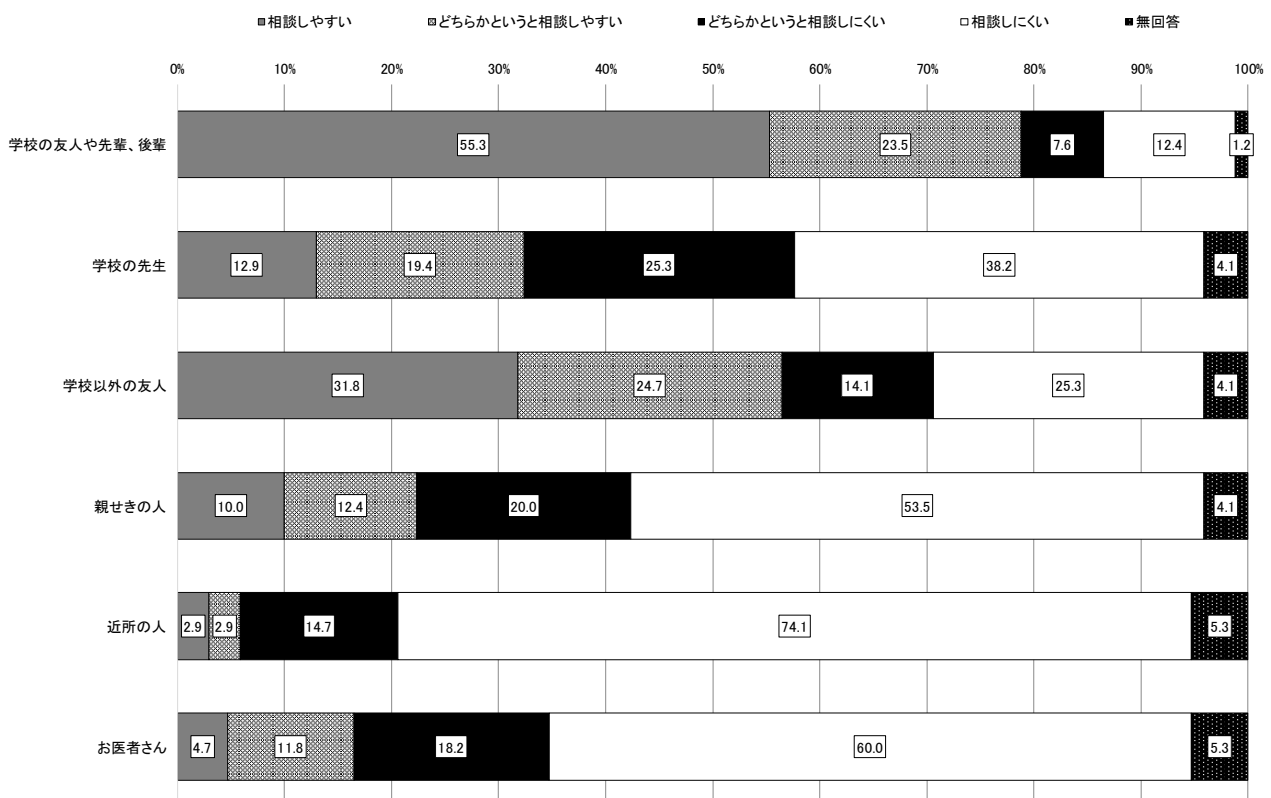 ■相談しやすい ■どちらかというと相談しやすい ■どちらかというと相談しにくい □相談しにくい ■無回答
0% 10% 20% 30% 40% 50% 60% 70% 80% 90% 100%
学校の友人や先輩、後輩 55.3 23.5 7.6 12.4 1.2
学校の先生 12.9 19.4 25.3 38.2 4.1
学校以外の友人 31.8 24.7 14.1 25.3 4.1
親せきの人 10.0 12.4 20.0 53.5 4.1
近所の人 2.9 2.9 14.7 74.1 5.3
お医者さん 4.7 11.8 18.2 60.0 5.3